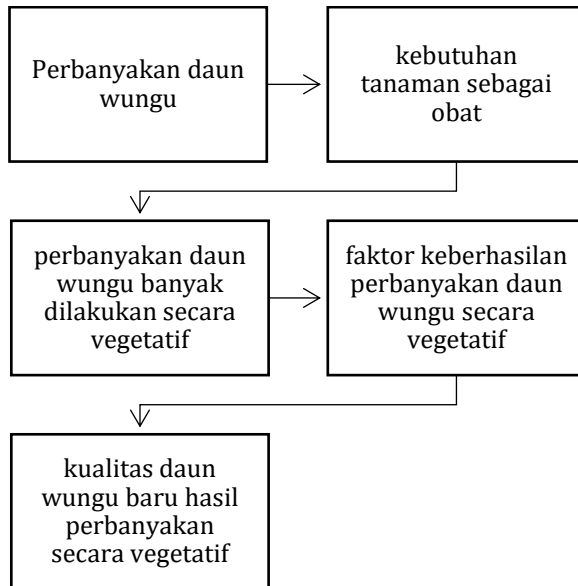 Perbanyakan daun
wungu
kebutuhan
tanaman sebagai
obat
perbanyakan daun
wungu banyak
dilakukan secara
vegetatif
faktor keberhasilan
perbanyakan daun
wungu secara
vegetatif
kualitas daun
wungu baru hasil
perbanyakan
secara vegetatif